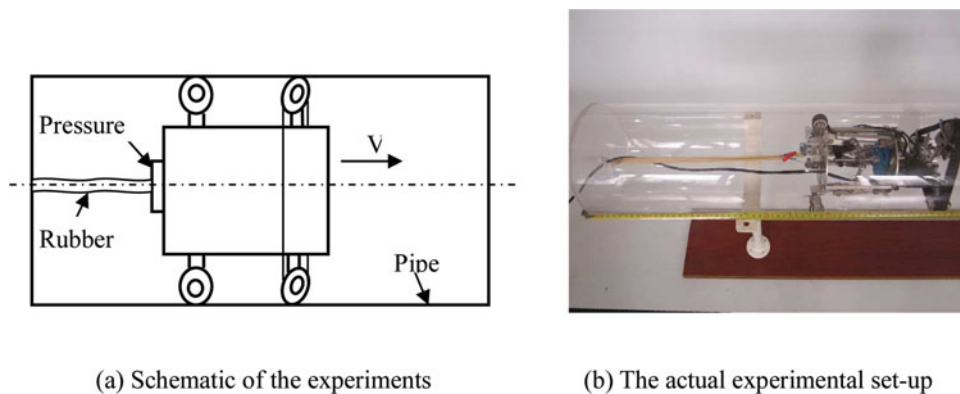 Pressure
V
Rubber
Pipe
(a) Schematic of the experiments
(b) The actual experimental set-up